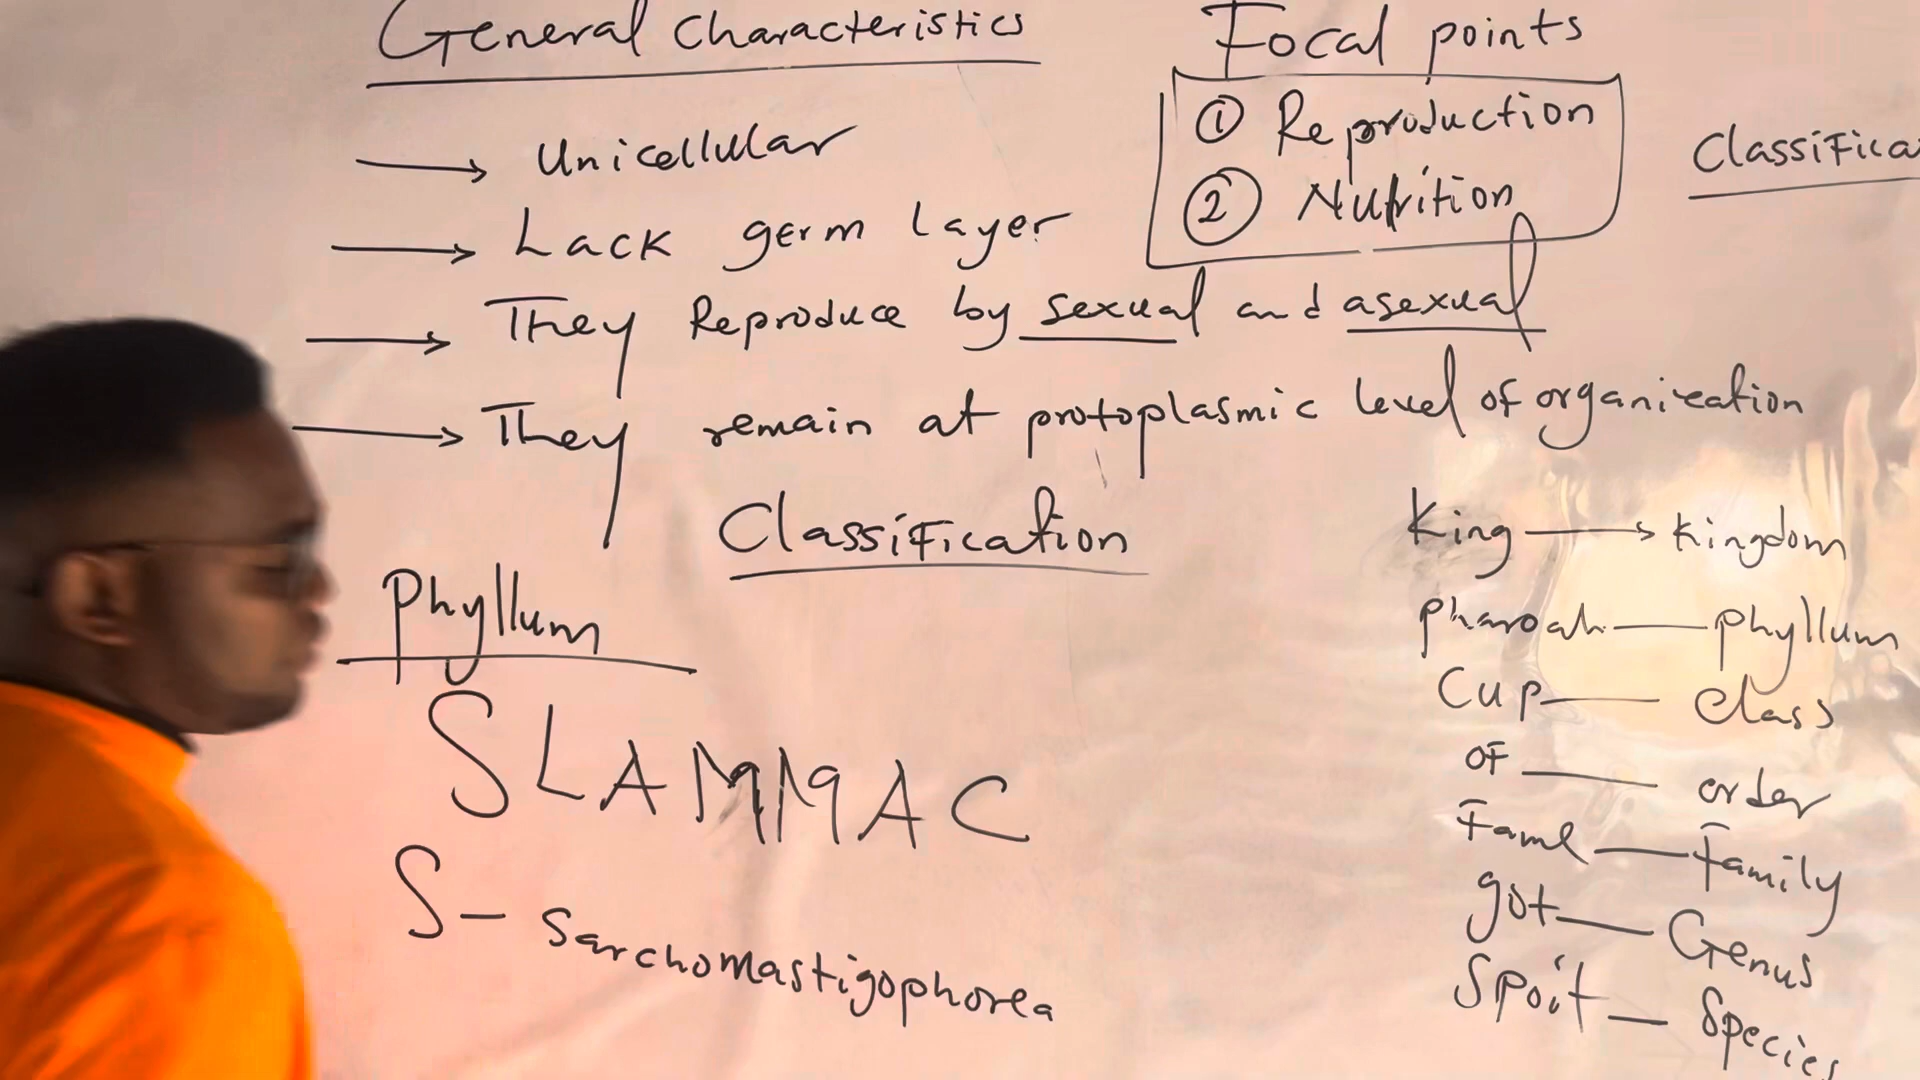 General Characteristics
→ Unicellular
→ Lack germ layer
→ They Reproduce by sexual and asexual
→ They remain at protoplasmic level of organization
Focal points
① Reproduction
② Nutrition
Classifica
Classification
Phyllum
SLAMMAC
S - Sarchomastigophorea
King → Kingdom
Pharoah — phyllum
Cup — Class
OF — order
Fame — Family
got — Genus
Spoit — Species